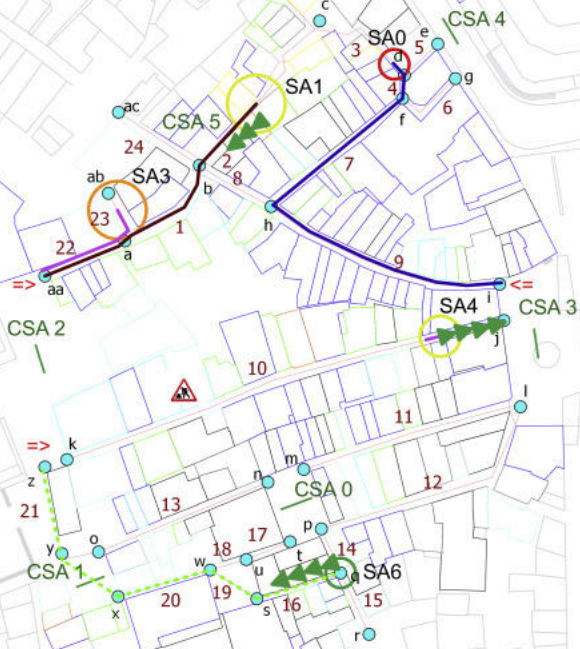 c
CSA 4
SA0
3
5
e
d
SA1
4
g
6
f
ac
CSA 5
24
2
7
SA3
8
b
ab
h
23
1
22
a
9
=>
aa
i
<=
SA4
CSA 3
CSA 2
j
10
l
11
=>
k
m
z
n
CSA 0
12
21
13
p
17
o
y
18
t
14
w
u
CSA 1
q
SA6
19
20
16
15
x
s
r